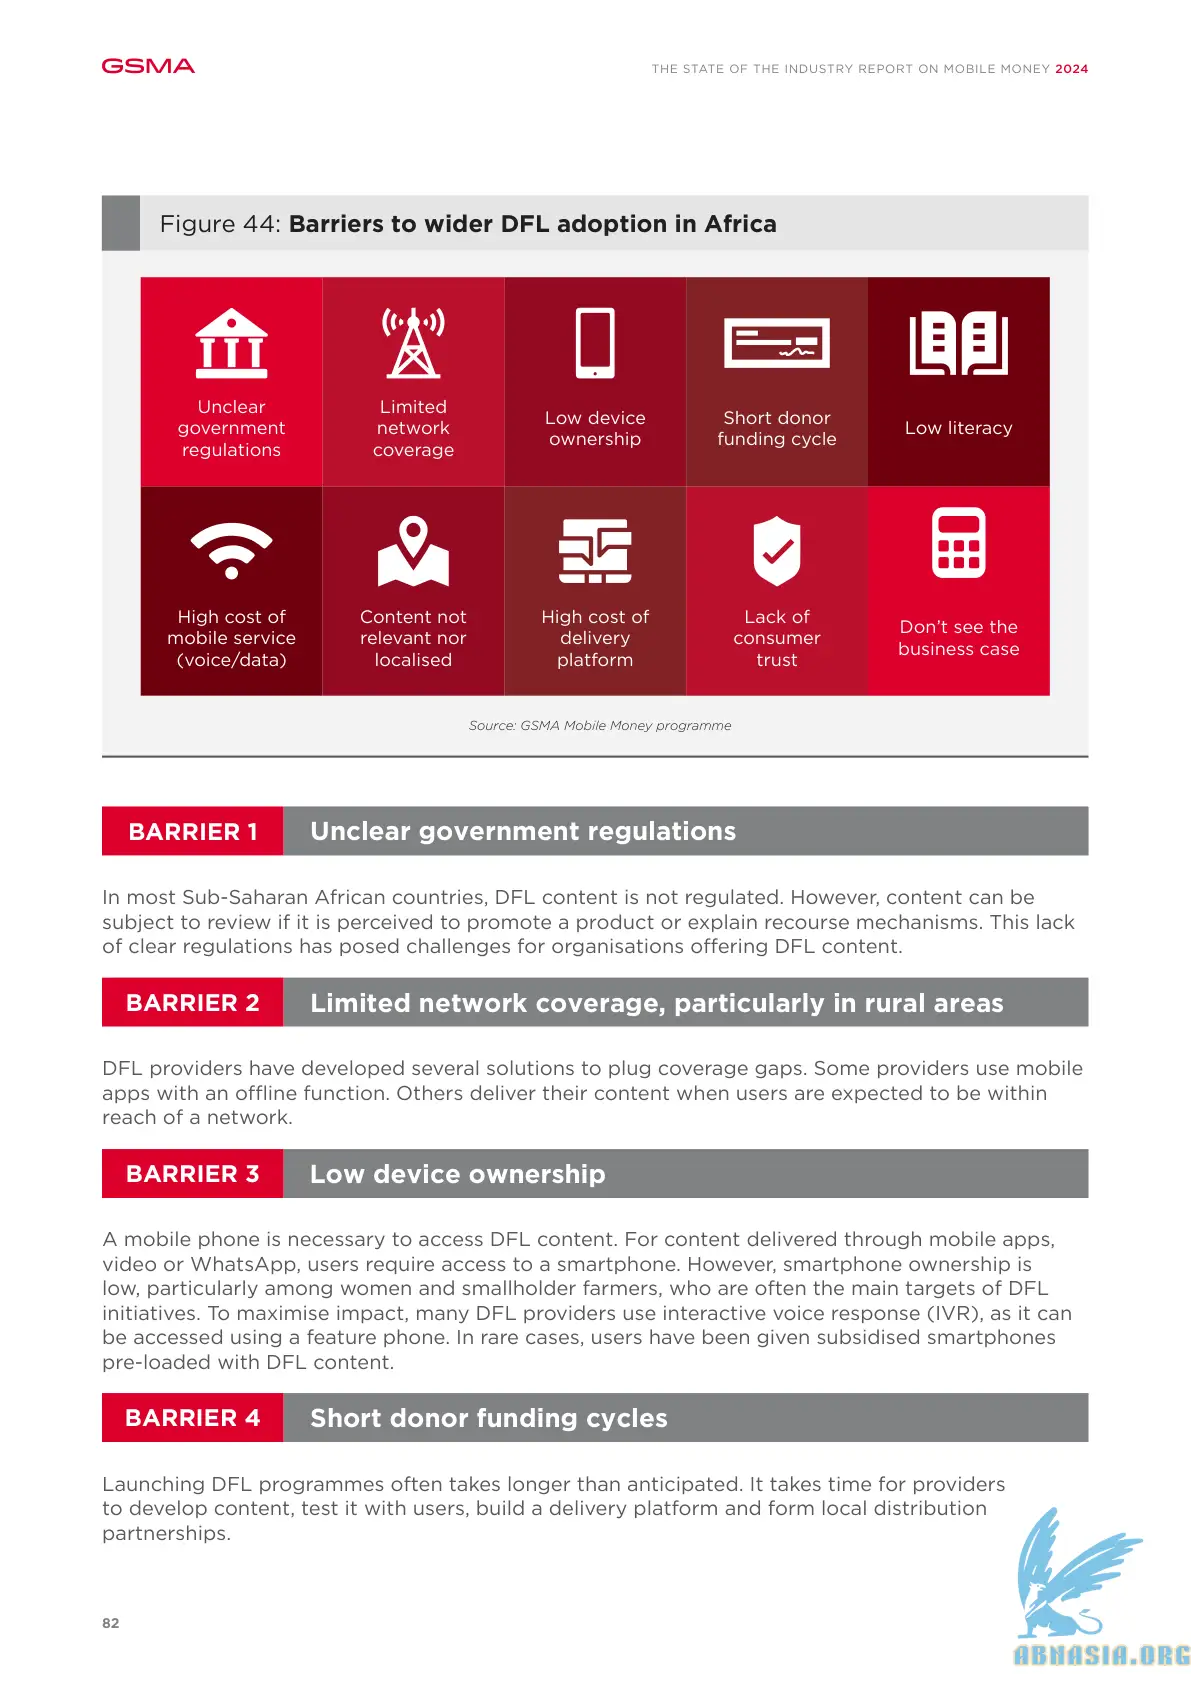 GSMA
THE STATE OF THE INDUSTRY REPORT ON MOBILE MONEY 2024
Figure 44: Barriers to wider DFL adoption in Africa
Unclear
government
regulations
Limited
network
coverage
Low device
ownership
Short donor
funding cycle
Low literacy
High cost of
mobile service
(voice/data)
Content not
relevant nor
localised
High cost of
delivery
platform
Lack of
consumer
trust
Don’t see the
business case
Source: GSMA Mobile Money programme
BARRIER 1
Unclear government regulations
In most Sub-Saharan African countries, DFL content is not regulated. However, content can be
subject to review if it is perceived to promote a product or explain recourse mechanisms. This lack
of clear regulations has posed challenges for organisations offering DFL content.
BARRIER 2
Limited network coverage, particularly in rural areas
DFL providers have developed several solutions to plug coverage gaps. Some providers use mobile
apps with an offline function. Others deliver their content when users are expected to be within
reach of a network.
BARRIER 3
Low device ownership
A mobile phone is necessary to access DFL content. For content delivered through mobile apps,
video or WhatsApp, users require access to a smartphone. However, smartphone ownership is
low, particularly among women and smallholder farmers, who are often the main targets of DFL
initiatives. To maximise impact, many DFL providers use interactive voice response (IVR), as it can
be accessed using a feature phone. In rare cases, users have been given subsidised smartphones
pre-loaded with DFL content.
BARRIER 4
Short donor funding cycles
Launching DFL programmes often takes longer than anticipated. It takes time for providers
to develop content, test it with users, build a delivery platform and form local distribution
partnerships.
82
ABNASIA.ORG